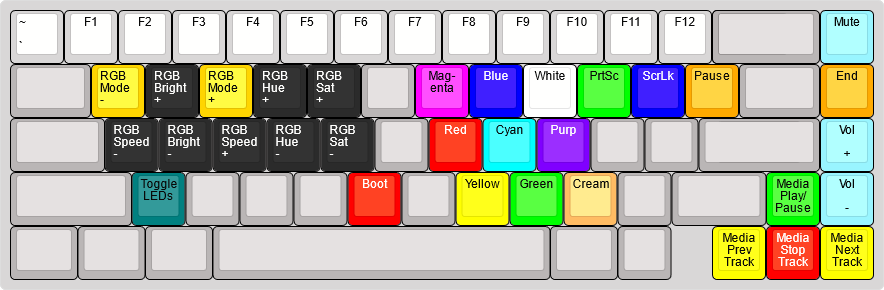 ~ F1 F2 F3 F4 F5 F6 F7 F8 F9 F10 F11 F12 Mute
`
RGB RGB RGB RGB RGB Mag- Blue White PrtSc ScrLk Pause End
Mode Bright Mode Hue Sat enta
- + + + +
RGB RGB RGB RGB RGB Red Cyan Purp Vol
Speed Bright Speed Hue Sat
- - + - - +
Toggle Boot Yellow Green Cream Media Vol
LEDs Play/
Pause -
Media Media Media
Prev Stop Next
Track Track Track